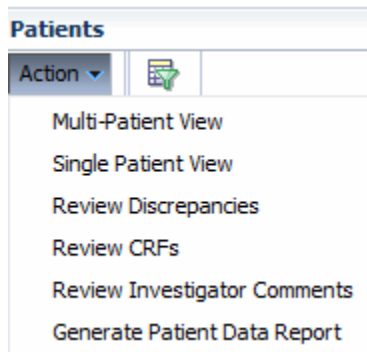 Patients
Action
Multi-Patient View
Single Patient View
Review Discrepancies
Review CRFs
Review Investigator Comments
Generate Patient Data Report